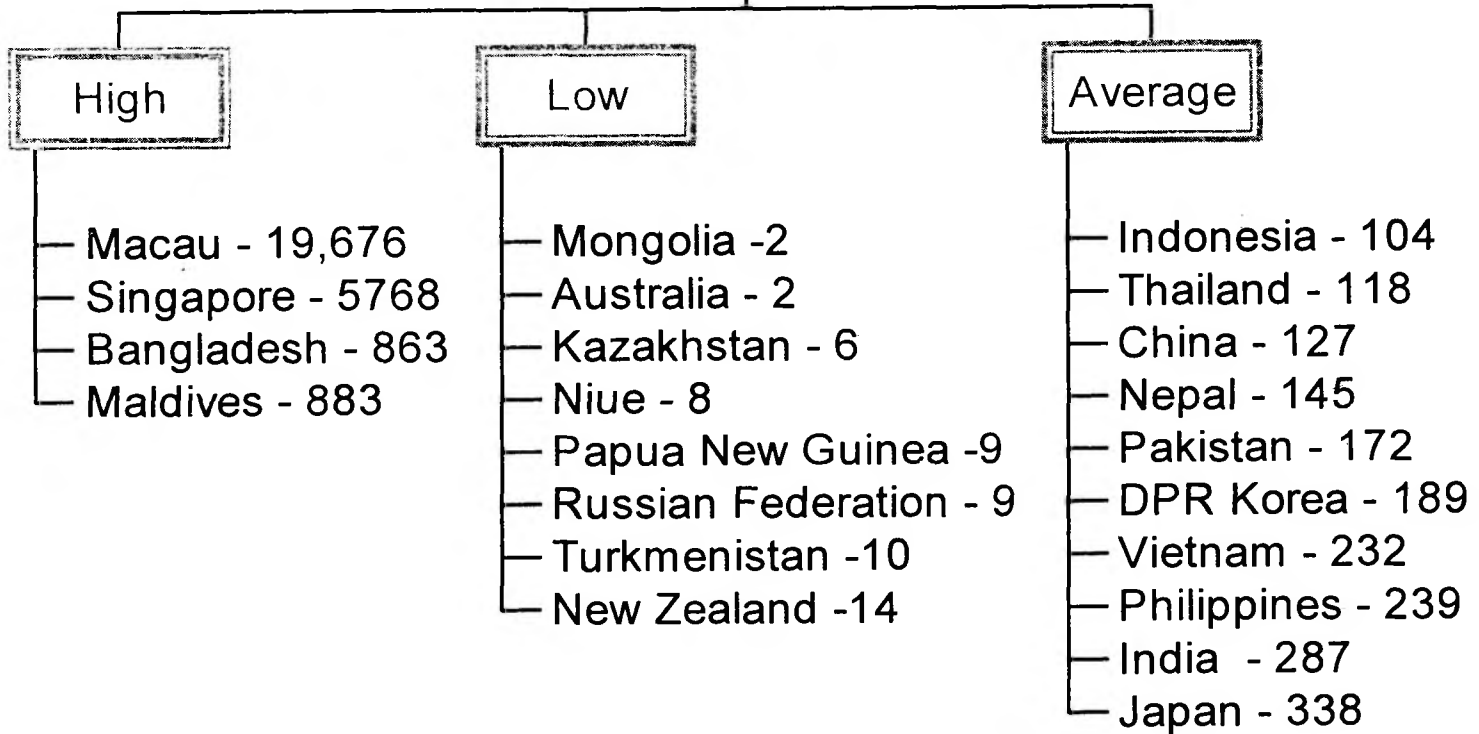 High
Macau - 19,676
Singapore - 5768
Bangladesh - 863
Maldives - 883
Low
Mongolia -2
Australia - 2
Kazakhstan - 6
Niue - 8
Papua New Guinea -9
Russian Federation - 9
Turkmenistan -10
New Zealand -14
Average
Indonesia - 104
Thailand - 118
China - 127
Nepal - 145
Pakistan - 172
DPR Korea - 189
Vietnam - 232
Philippines - 239
India - 287
Japan - 338